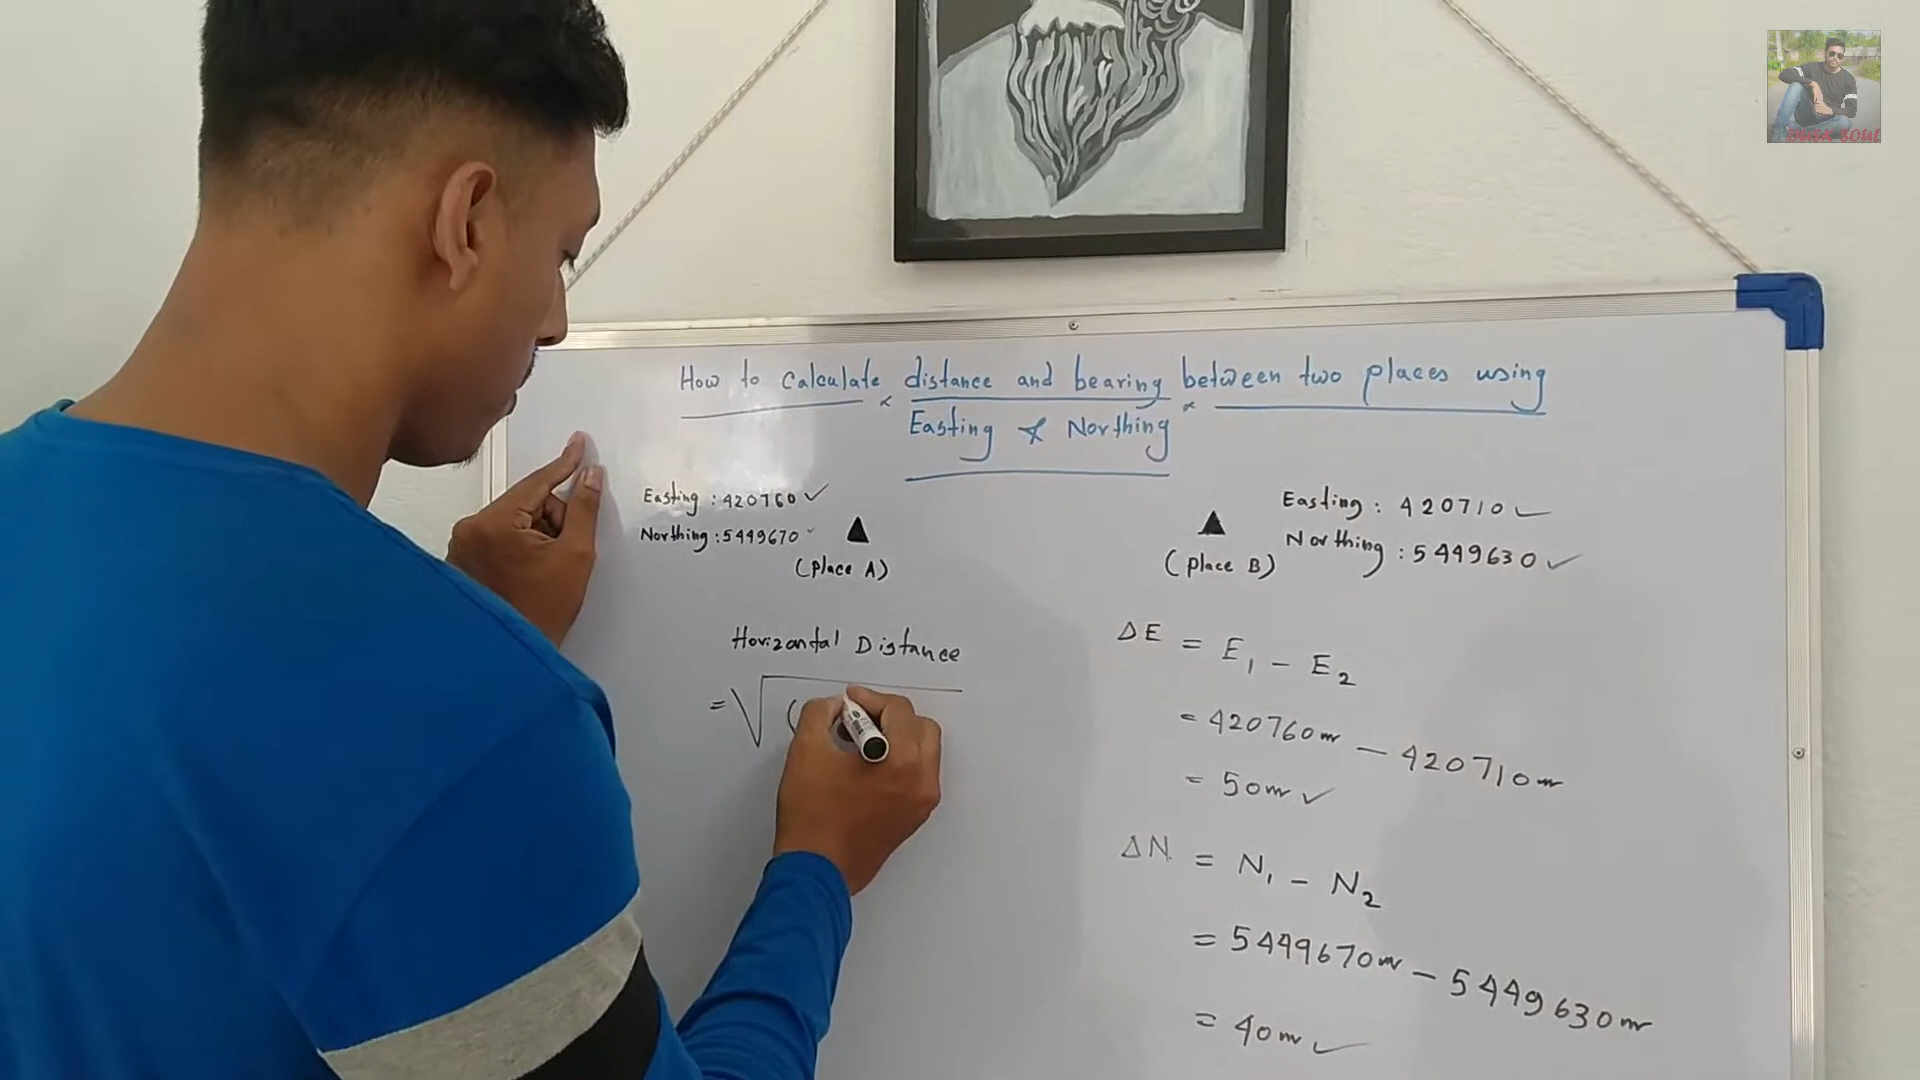 How to calculate distance and bearing between two places using
Easting & Northing
Easting : 420760 ✓
Northing : 5449670
(place A)
Easting : 420710 ✓
Northing : 5449630 ✓
(place B)
Horizontal Distance
= √ (
ΔE = E₁ - E₂
= 420760m - 420710m
= 50m ✓
ΔN = N₁ - N₂
= 5449670m - 5449630m
= 40m ✓
SOUL